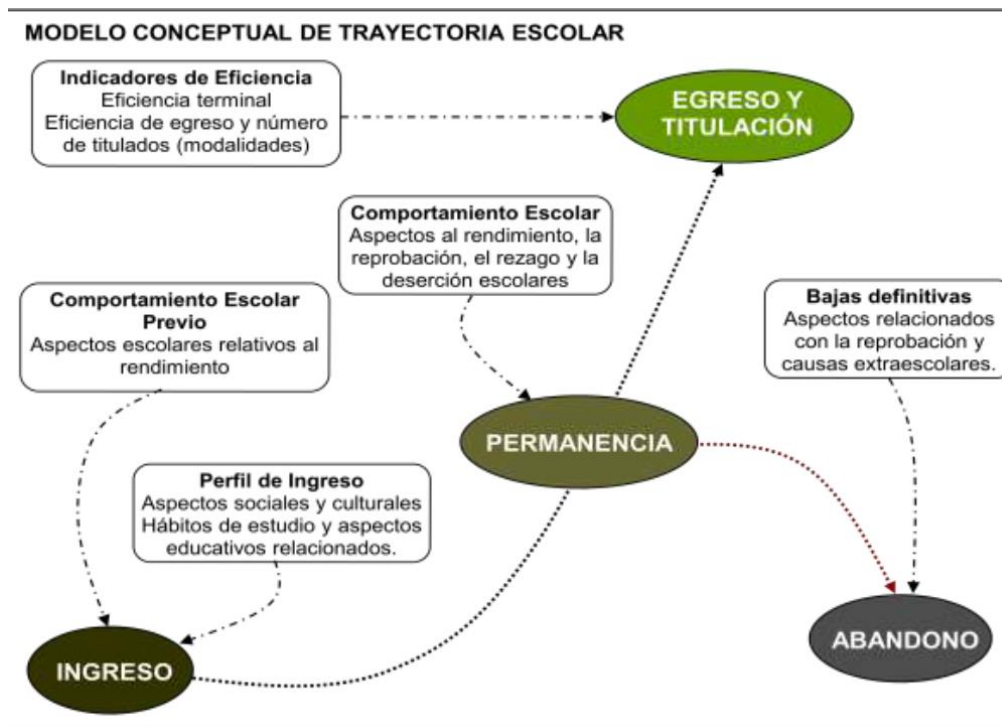 MODELO CONCEPTUAL DE TRAYECTORIA ESCOLAR
Indicadores de Eficiencia
Eficiencia terminal
Eficiencia de egreso y número
de titulados (modalidades)
EGRESO Y
TITULACIÓN
Comportamiento Escolar
Aspectos al rendimiento, la
reprobación, el rezago y la
deserción escolares
Comportamiento Escolar
Previo
Aspectos escolares relativos al
rendimiento
Bajas definitivas
Aspectos relacionados
con la reprobación y
causas extraescolares.
PERMANENCIA
Perfil de Ingreso
Aspectos sociales y culturales
Hábitos de estudio y aspectos
educativos relacionados.
INGRESO
ABANDONO